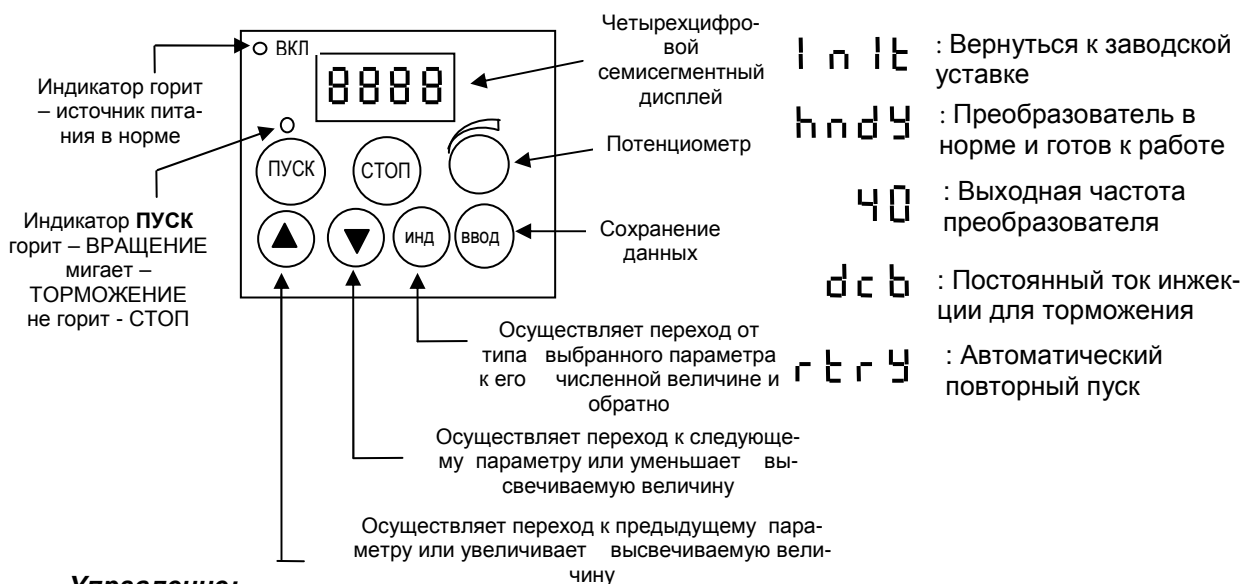 ВКЛ
8888
ПУСК
СТОП
ИНД
ВВОД
Индикатор горит
– источник пита-
ния в норме
Индикатор ПУСК
горит – ВРАЩЕНИЕ
мигает –
ТОРМОЖЕНИЕ
не горит - СТОП
Четырехцифро-
вой
семисегментный
дисплей
Потенциометр
Сохранение
данных
Осуществляет переход от
типа выбранного параметра
к его численной величине и
обратно
Осуществляет переход к следующе-
му параметру или уменьшает вы-
свечиваемую величину
Осуществляет переход к предыдущему пара-
метру или увеличивает высвечиваемую вели-
чину
InIt : Вернуться к заводской
уставке
hndY : Преобразователь в
норме и готов к работе
40 : Выходная частота
преобразователя
dcb : Постоянный ток инжек-
ции для торможения
rtrY : Автоматический
повторный пуск
Управление: